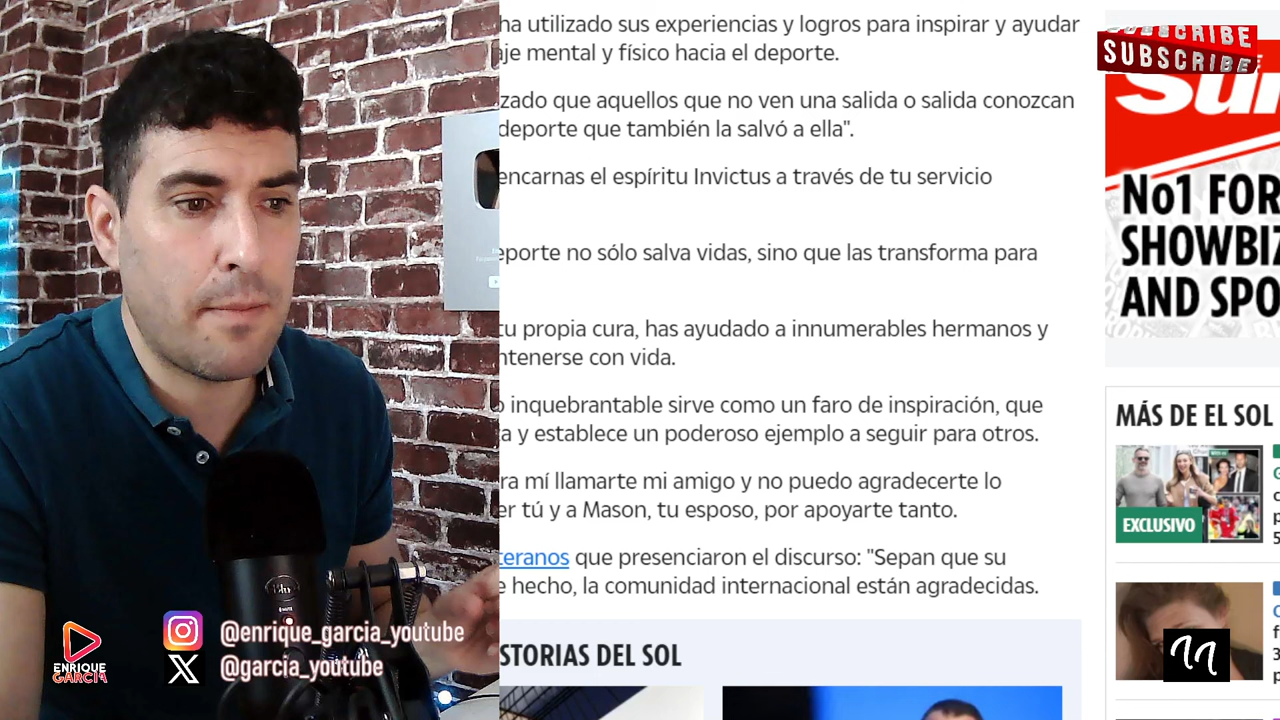 ha utilizado sus experiencias y logros para inspirar y ayudar
aje mental y físico hacia el deporte.
zado que aquellos que no ven una salida o salida conozcan
deporte que también la salvó a ella".
encarnas el espíritu Invictus a través de tu servicio
eporte no sólo salva vidas, sino que las transforma para
tu propia cura, has ayudado a innumerables hermanos y
ntenerse con vida.
o inquebrantable sirve como un faro de inspiración, que
a y establece un poderoso ejemplo a seguir para otros.
ra mí llamarte mi amigo y no puedo agradecerte lo
er tú y a Mason, tu esposo, por apoyarte tanto.
teranos que presenciaron el discurso: "Sepan que su
e hecho, la comunidad internacional están agradecidas.
STORIAS DEL SOL
SUBSCRIBE
SUBSCRIBE
Sun
No1 FOR
SHOWBIZ
AND SPO
MÁS DE EL SOL
EXCLUSIVO
ENRIQUE
GARCIA
@enrique_garcia_youtube
@garcia_youtube